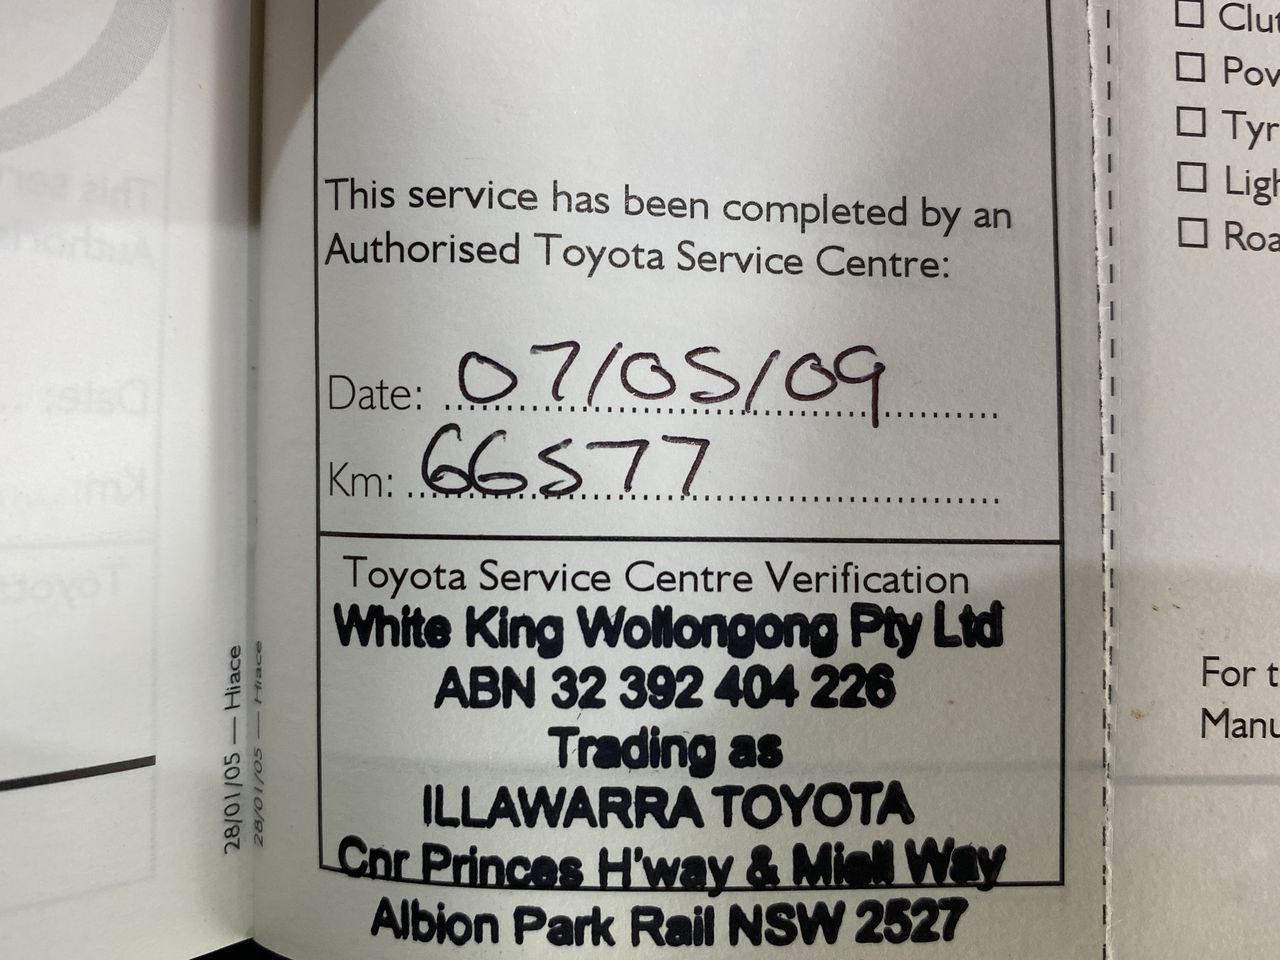 This service has been completed by an
Authorised Toyota Service Centre:
Date: 07/05/09
Km: 66577
Toyota Service Centre Verification
White King Wollongong Pty Ltd
ABN 32 392 404 226
Trading as
ILLAWARRA TOYOTA
Cnr Princes H'way & Miall Way
Albion Park Rail NSW 2527
28/01/05 — Hiace
28/01/05 — Hiace
For t
Manu